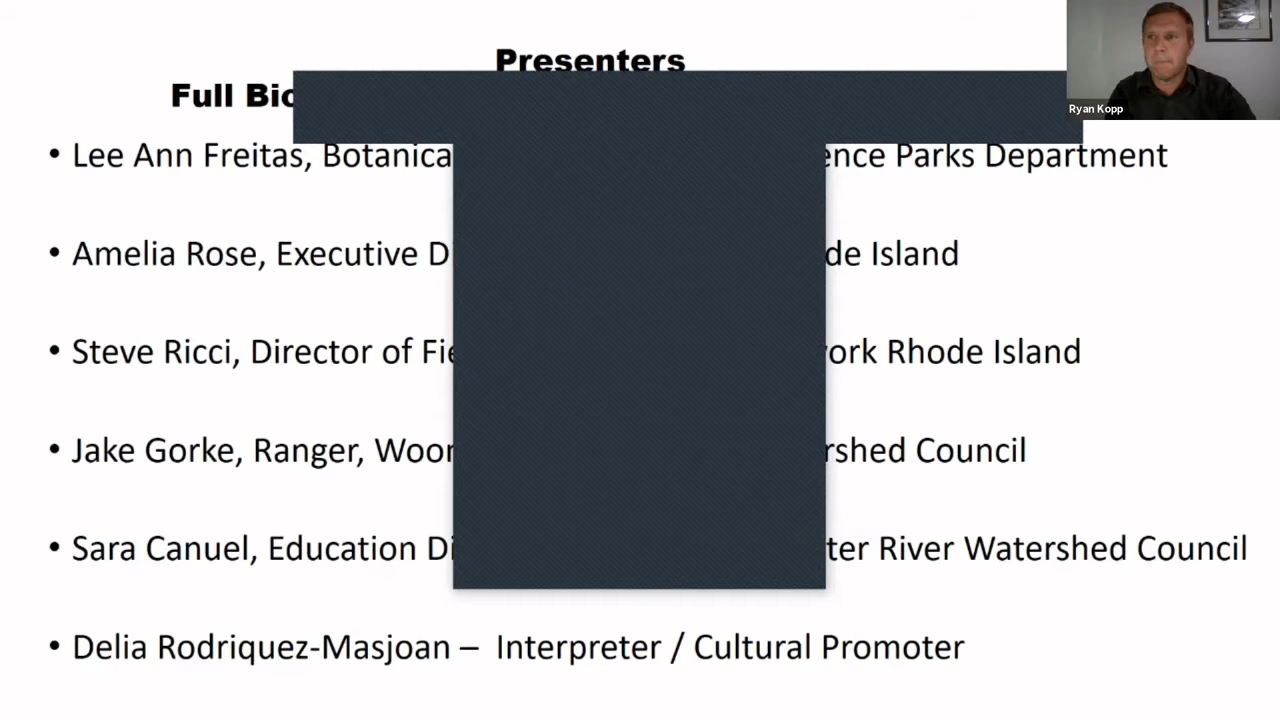 Presenters
Full Bio
Ryan Kopp
• Lee Ann Freitas, Botanica ence Parks Department
• Amelia Rose, Executive D de Island
• Steve Ricci, Director of Fie ork Rhode Island
• Jake Gorke, Ranger, Woon rshed Council
• Sara Canuel, Education Di ter River Watershed Council
• Delia Rodriquez-Masjoan – Interpreter / Cultural Promoter